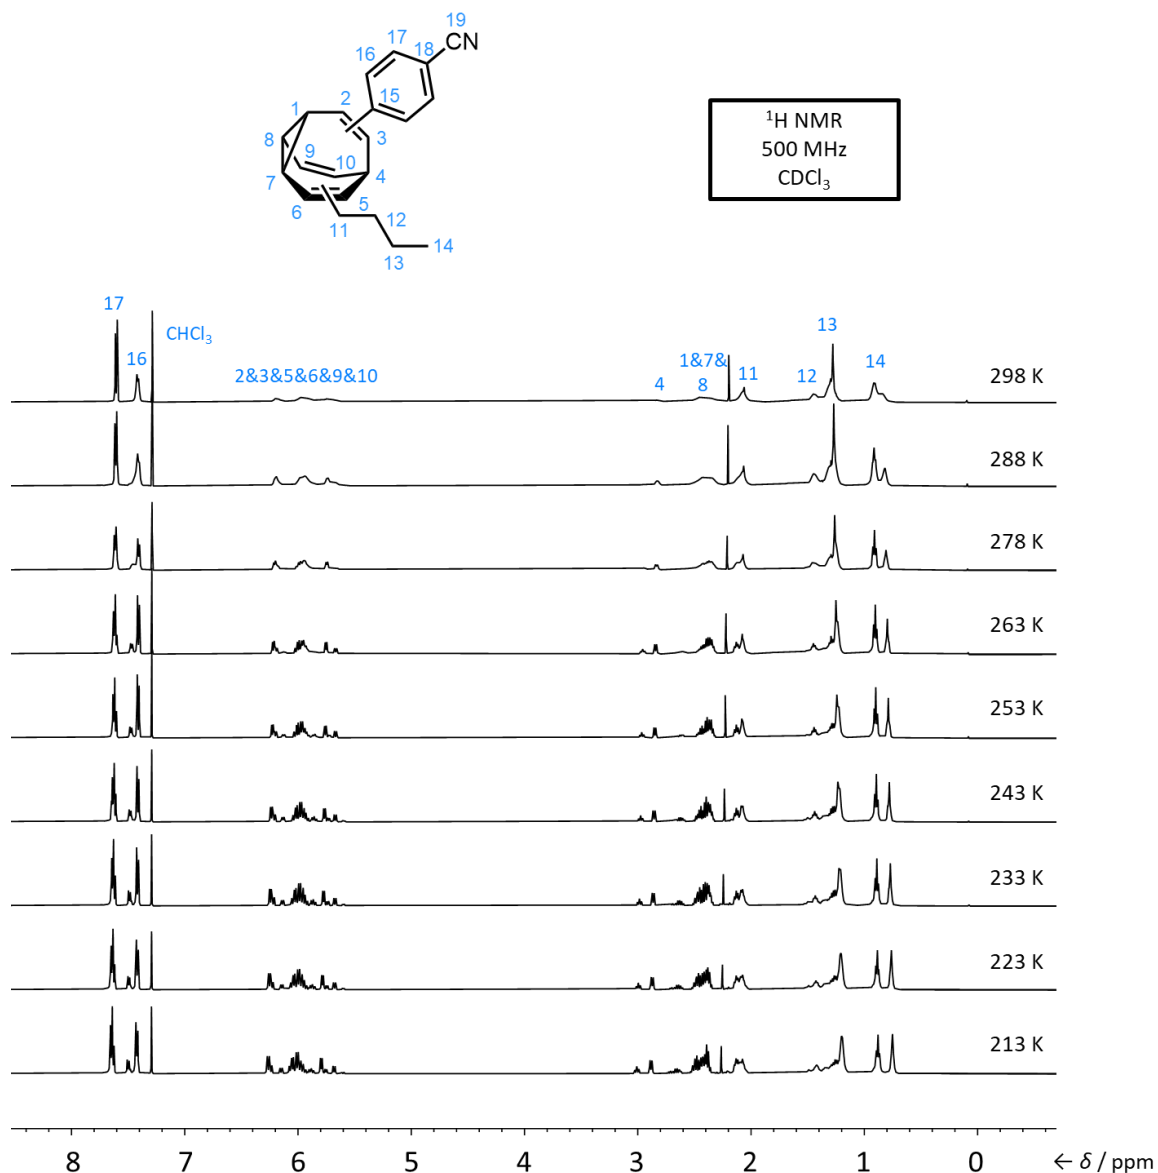 19
CN
17
16
18
15
2
1
3
8
9
10
4
7
5
6
12
11
14
13
¹H NMR
500 MHz
CDCl₃
17
CHCl₃
16
2&3&5&6&9&10
4
1&7&
8
11
12
13
14
298 K
288 K
278 K
263 K
253 K
243 K
233 K
223 K
213 K
8 7 6 5 4 3 2 1 0 ← δ / ppm